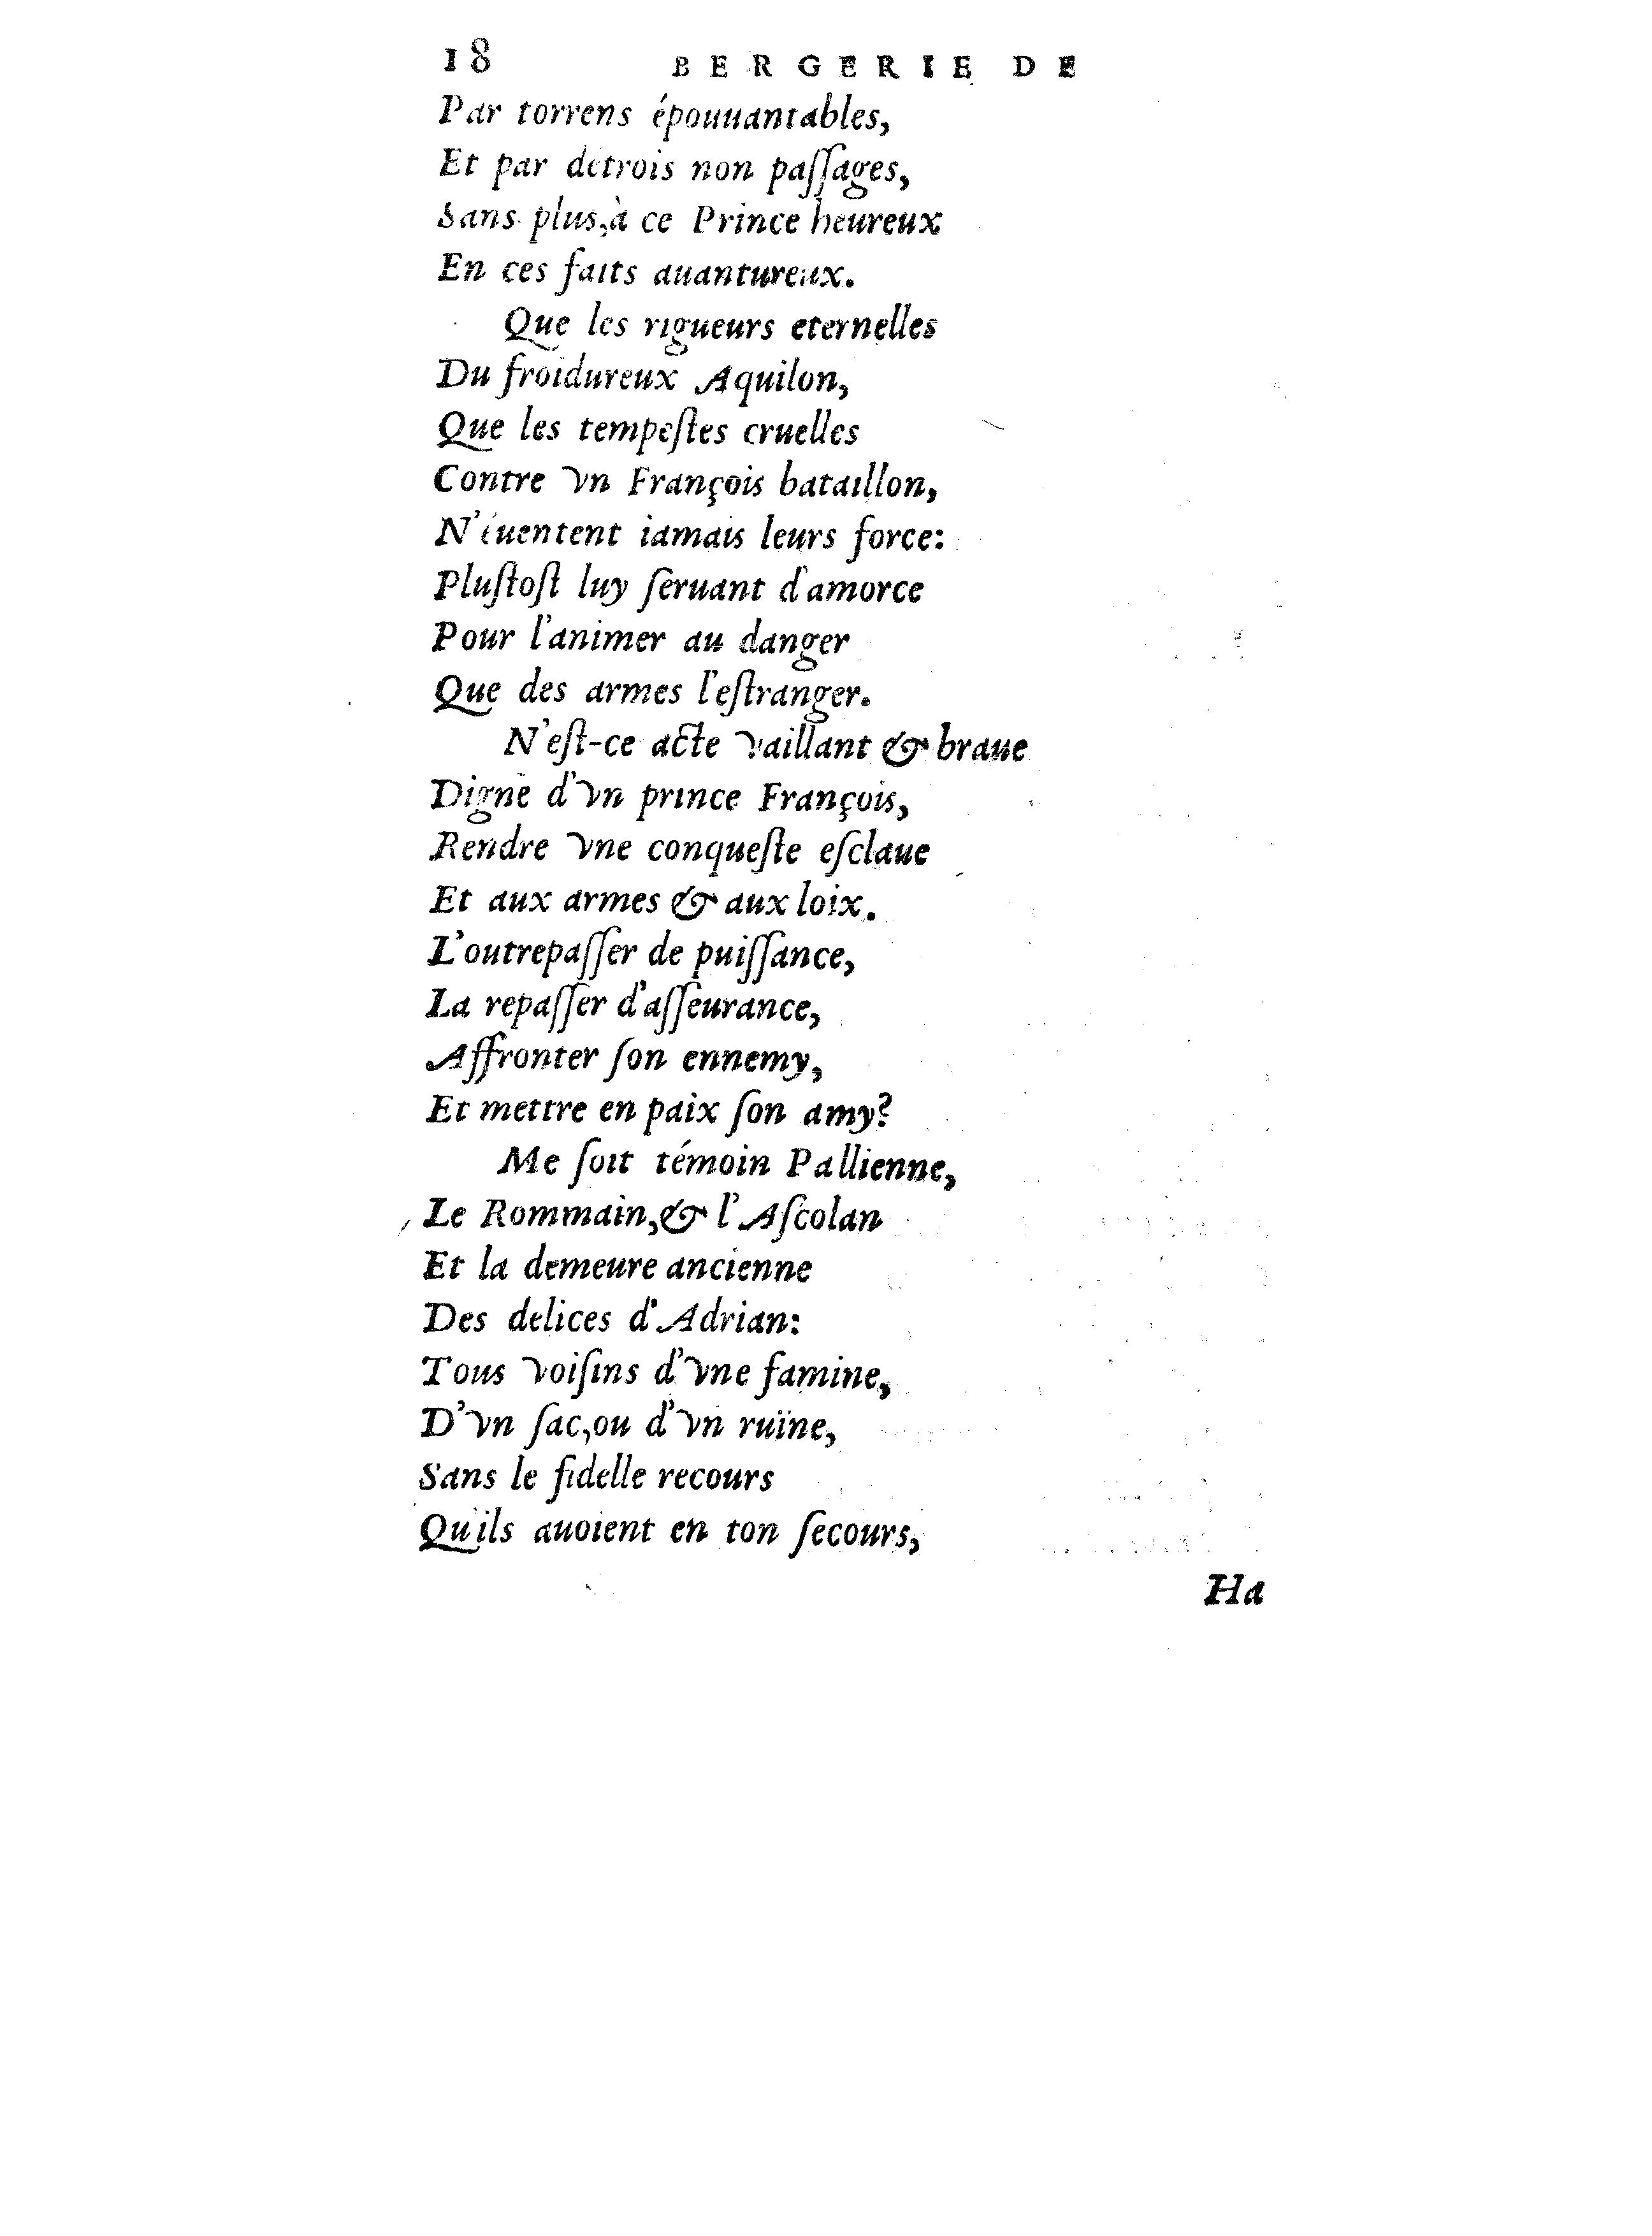 18 BERGERIE DE
Par torrens épouuantables,
Et par detrois non paſſages,
Sans plus,à ce Prince heureux
En ces faits auantureux.
Que les rigueurs eternelles
Du froidureux Aquilon,
Que les tempeſtes cruelles
Contre vn François bataillon,
N'éuentent iamais leurs force:
Pluſtoſt luy ſeruant d'amorce
Pour l'animer au danger
Que des armes l'eſtranger.
N'eſt-ce acte vaillant & braue
Digne d'vn prince François,
Rendre vne conqueſte eſclaue
Et aux armes & aux loix.
L'outrepaſſer de puiſſance,
La repaſſer d'aſſeurance,
Affronter ſon ennemy,
Et mettre en paix ſon amy?
Me ſoit témoin Pallienne,
Le Rommain,& l'Aſcolan
Et la demeure ancienne
Des delices d'Adrian:
Tous voiſins d'vne famine,
D'vn ſac,ou d'vn ruïne,
Sans le fidelle recours
Qu'ils auoient en ton ſecours,
Ha